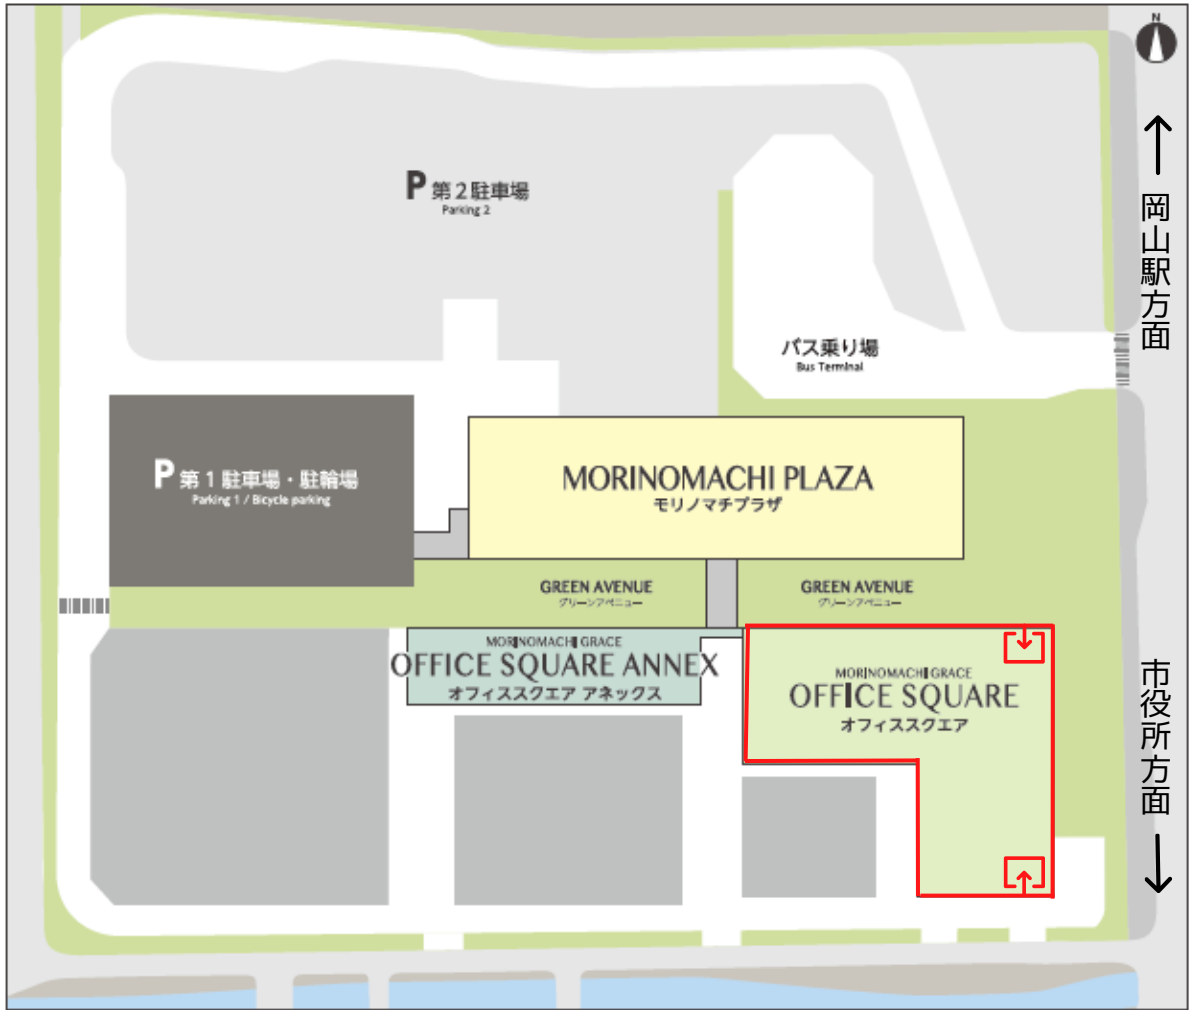 N
岡山駅方面
P 第2駐車場
Parking 2
バス乗り場
Bus Terminal
P 第1駐車場・駐輪場
Parking 1 / Bicycle parking
MORINOMACHI PLAZA
モリノマチプラザ
GREEN AVENUE
グリーンアベニュー
GREEN AVENUE
グリーンアベニュー
MORINOMACHI GRACE
OFFICE SQUARE ANNEX
オフィススクエア アネックス
MORINOMACHI GRACE
OFFICE SQUARE
オフィススクエア
市役所方面